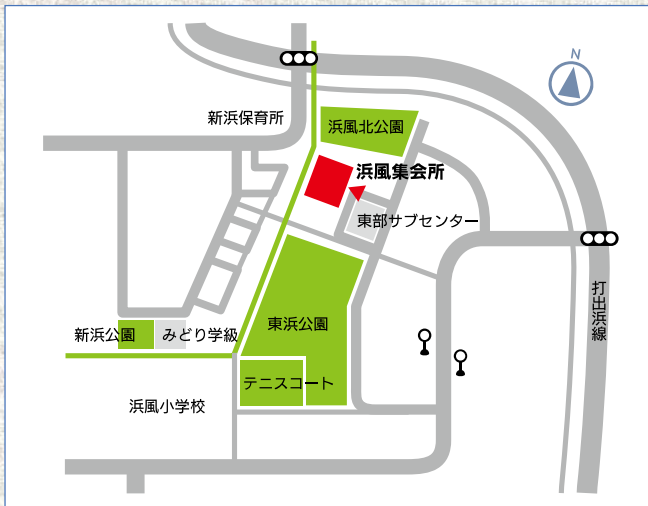 N
新浜保育所
浜風北公園
浜風集会所
東部サブセンター
打出浜線
東浜公園
新浜公園
みどり学級
テニスコート
浜風小学校